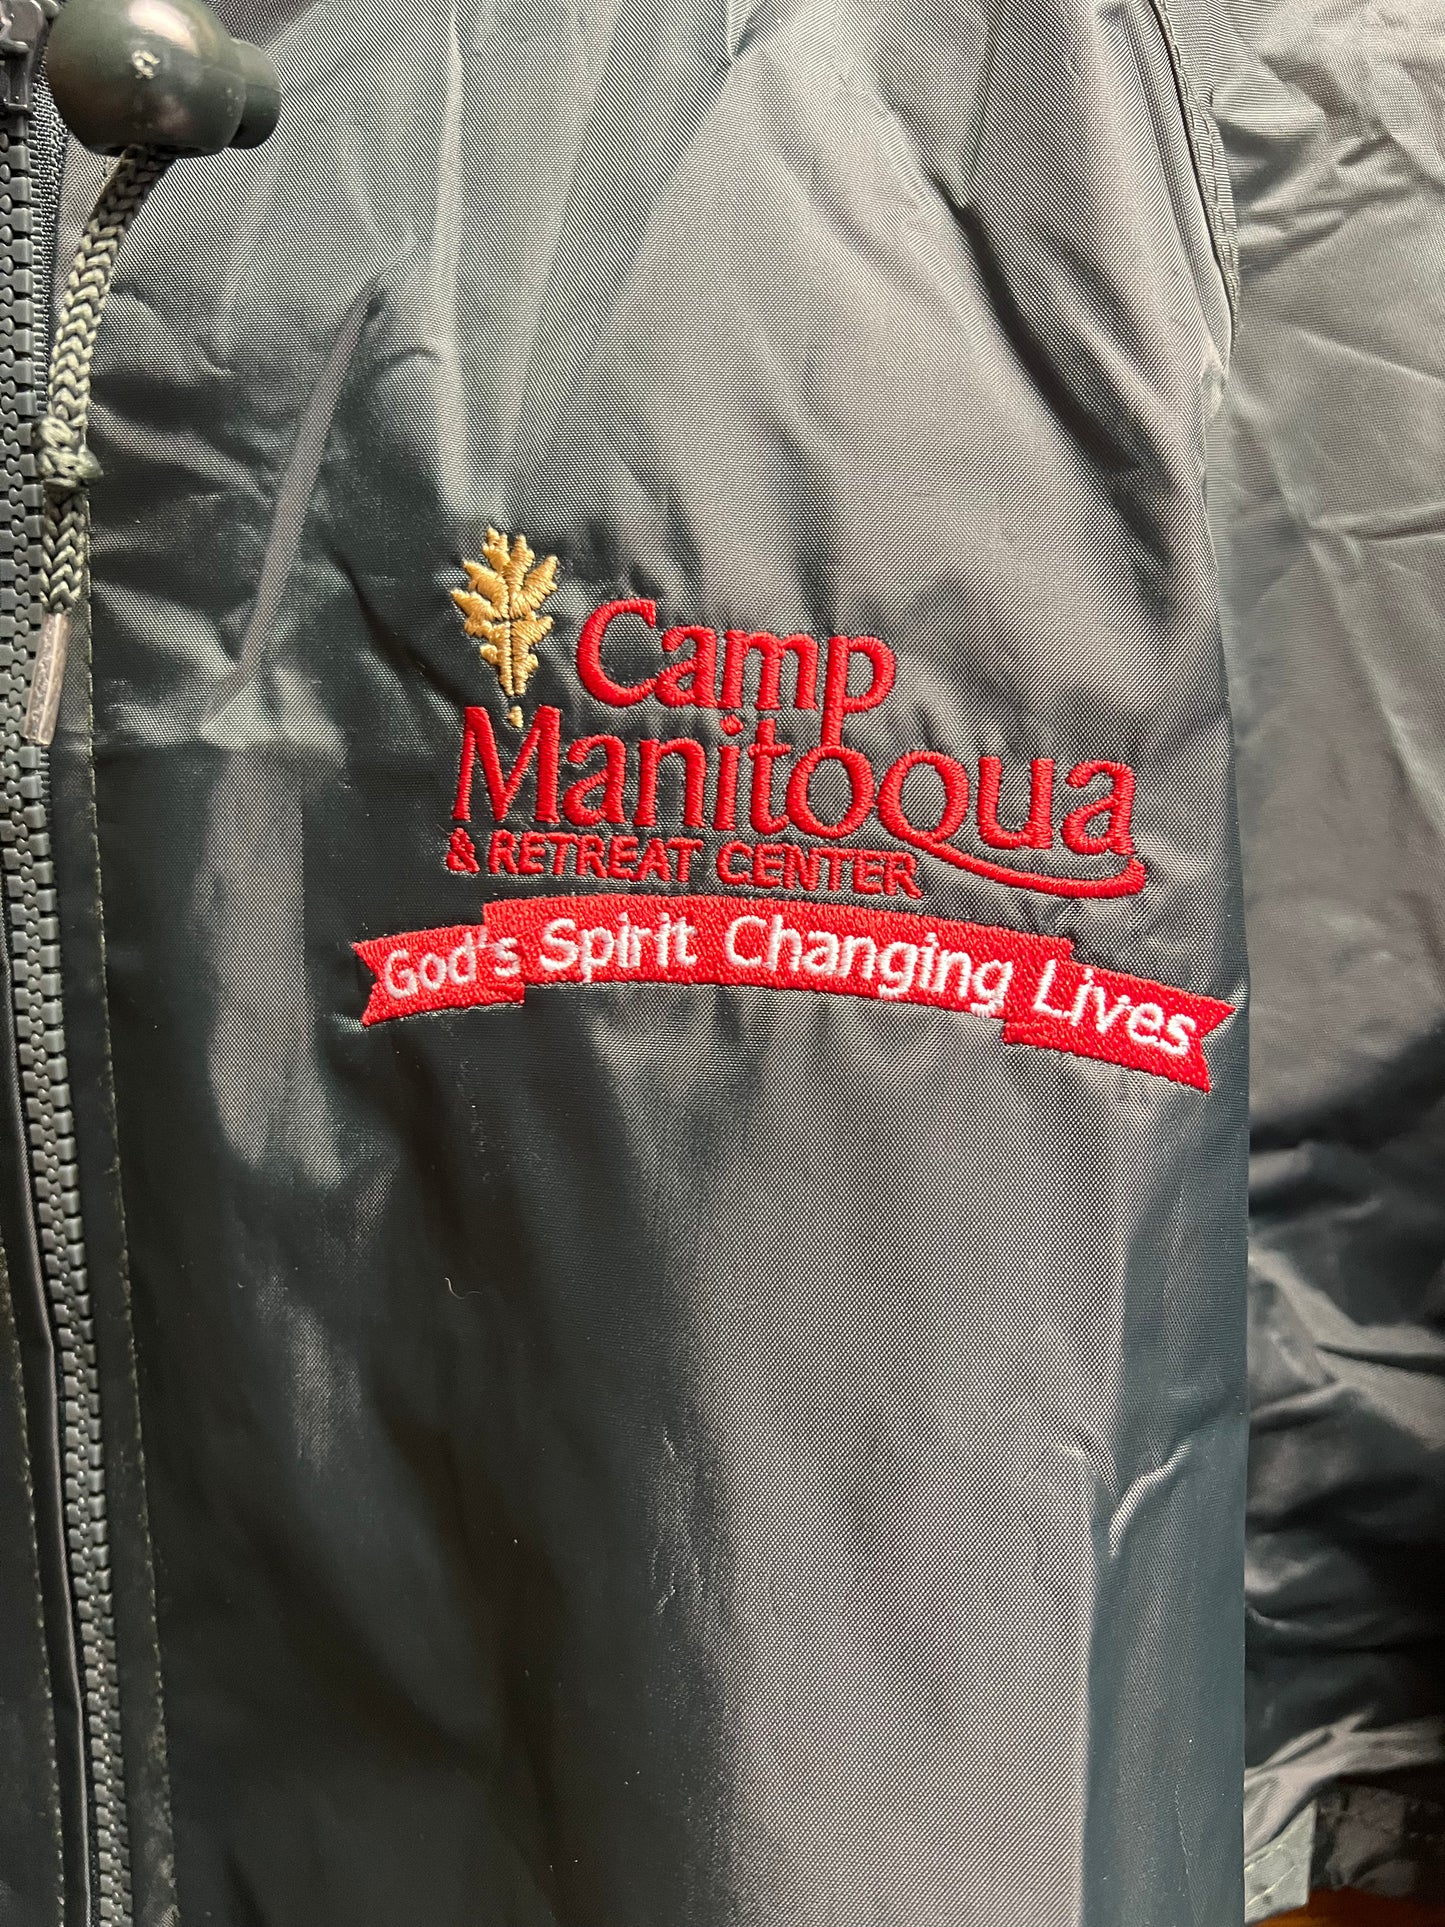 Camp
Manitoqua
& RETREAT CENTER
God's Spirit Changing Lives